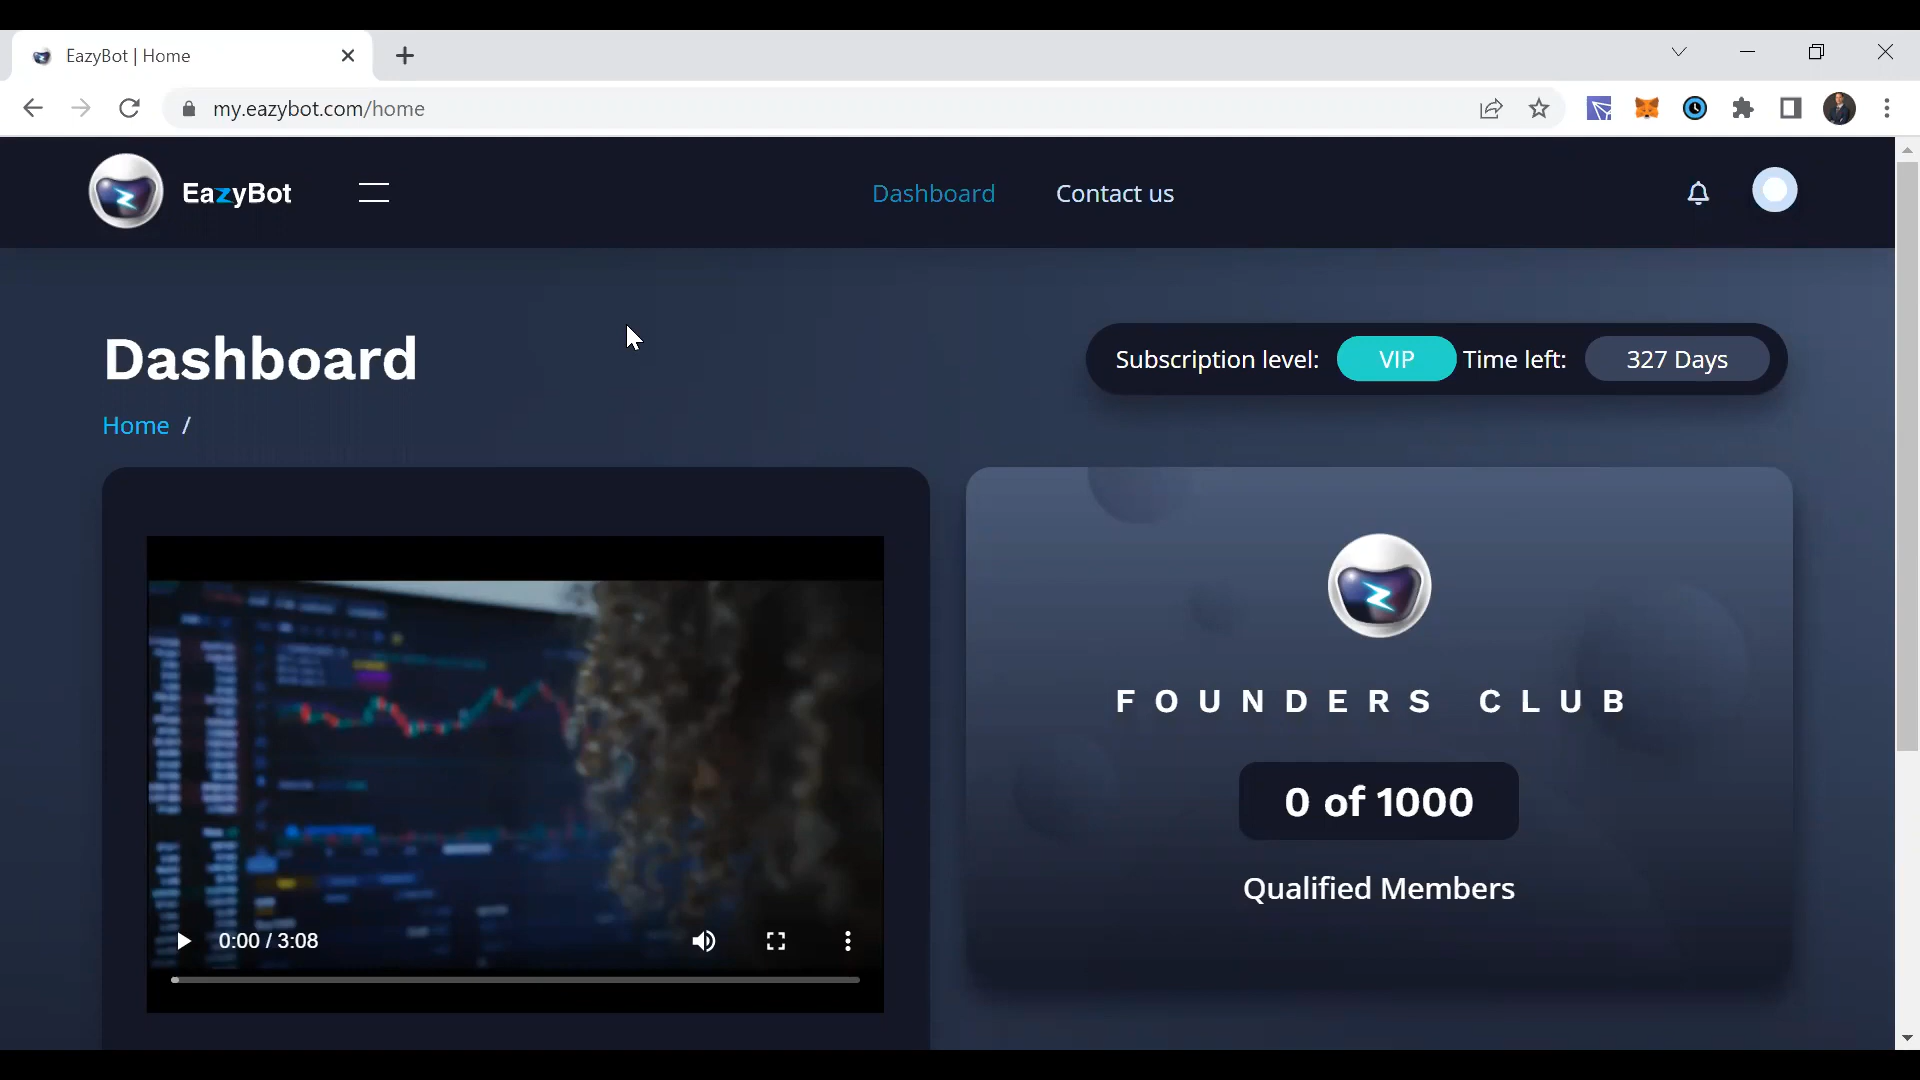 EazyBot | Home
my.eazybot.com/home
EazyBot
Dashboard
Contact us
Dashboard
Subscription level: VIP Time left: 327 Days
Home /
FOUNDERS CLUB
0 of 1000
Qualified Members
0:00 / 3:08